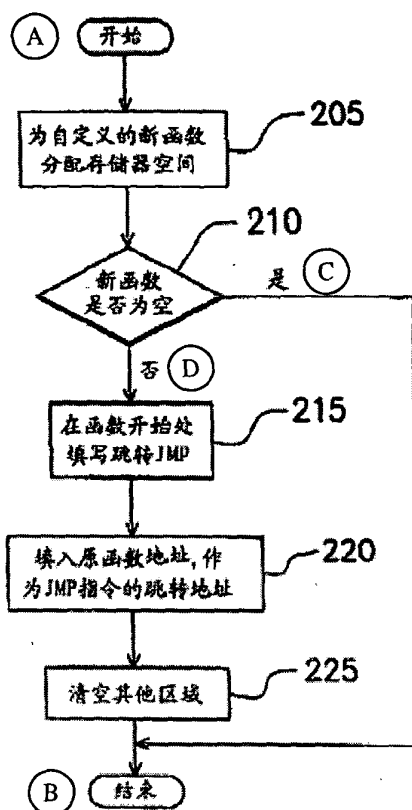 A 开始
为自定义的新函数
分配存储器空间
205
新函数
是否为空
210
是 C
否 D
在函数开始处
填写跳转JMP
215
填入原函数地址,作
为JMP指令的跳转地址
220
清空其他区域
225
B 结束